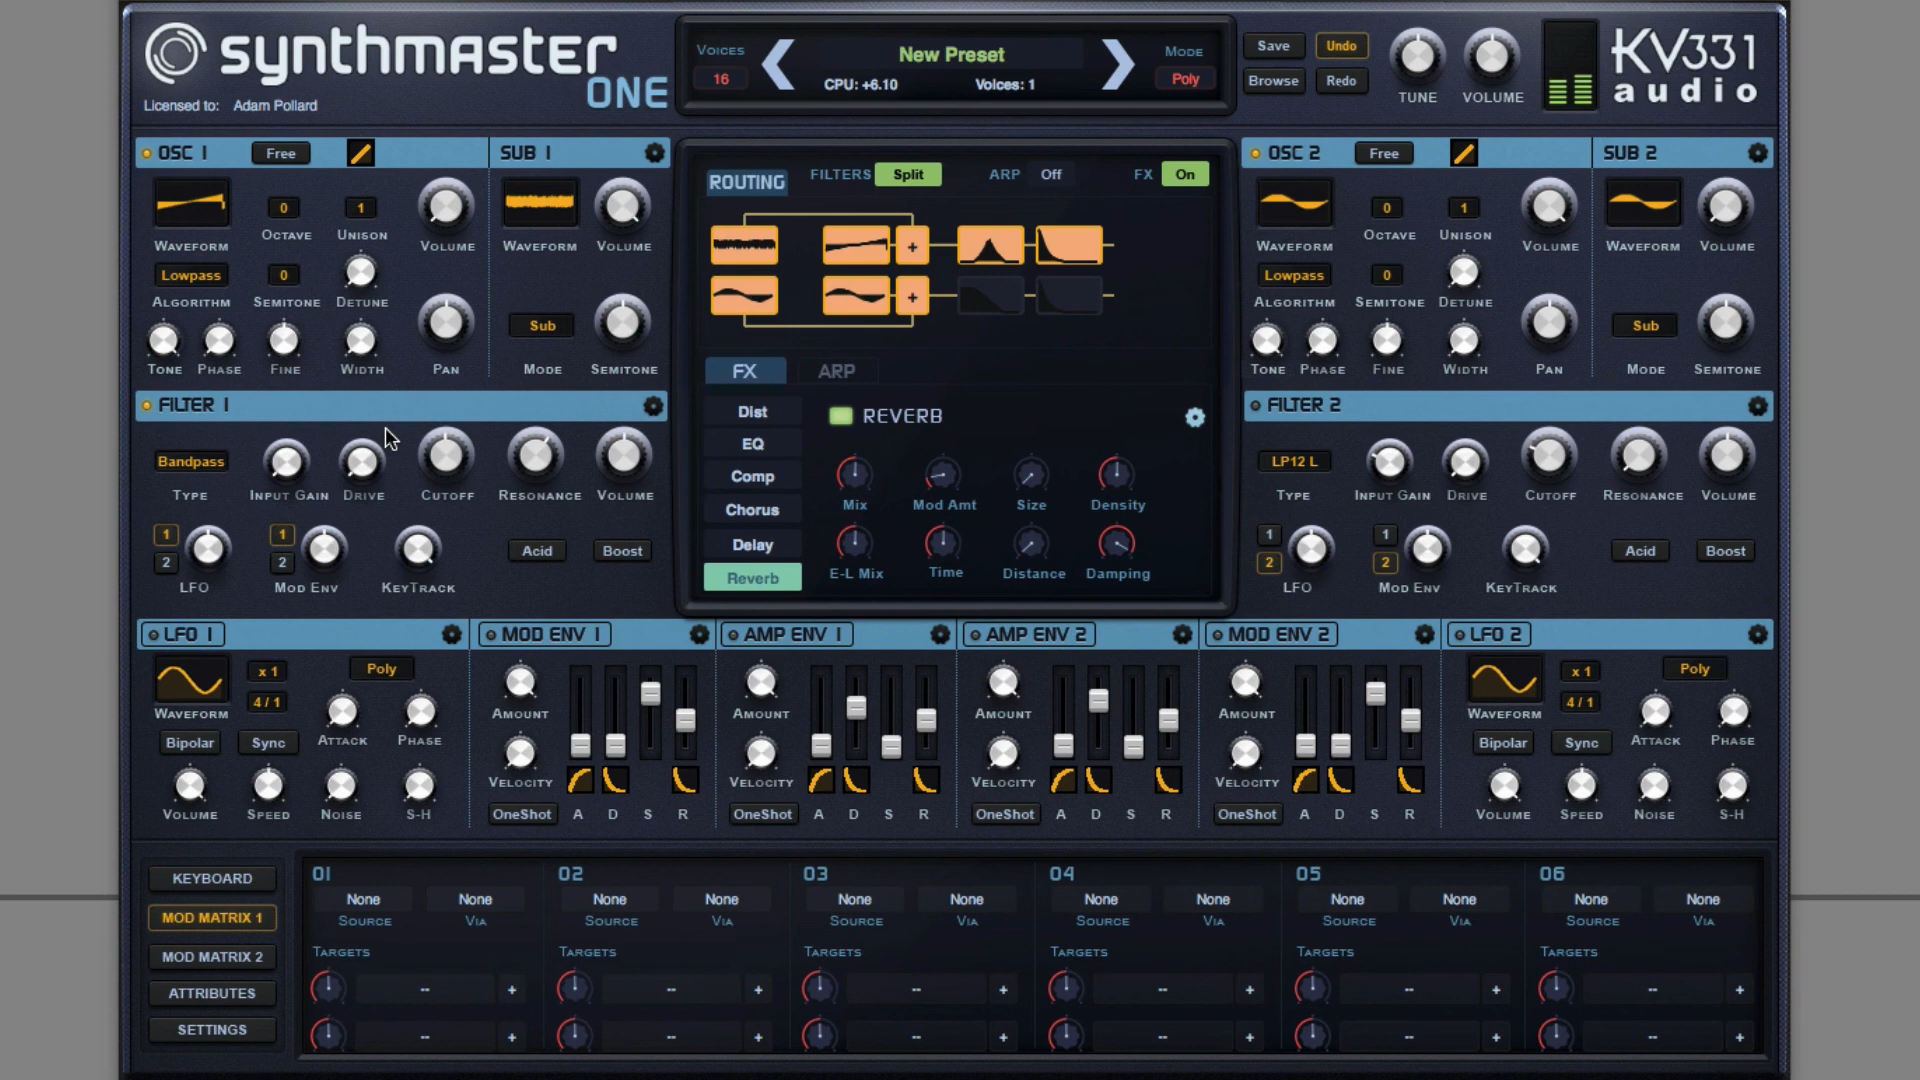 synthmaster
ONE
Licensed to: Adam Pollard
VOICES
16
New Preset
CPU: +6.10 Voices: 1
MODE
Poly
Save Undo
Browse Redo
TUNE VOLUME
KV331
audio
OSC 1 Free
WAVEFORM
0 OCTAVE
1 UNISON
VOLUME
Lowpass ALGORITHM
0 SEMITONE
DETUNE
TONE PHASE FINE WIDTH PAN
SUB 1
WAVEFORM VOLUME
Sub
MODE SEMITONE
ROUTING FILTERS Split ARP Off FX On
+
+
FX ARP
Dist
EQ
Comp
Chorus
Delay
Reverb
REVERB
Mix Mod Amt Size Density
E-L Mix Time Distance Damping
OSC 2 Free
WAVEFORM
0 OCTAVE
1 UNISON
VOLUME
Lowpass ALGORITHM
0 SEMITONE
DETUNE
TONE PHASE FINE WIDTH PAN
SUB 2
WAVEFORM VOLUME
Sub
MODE SEMITONE
FILTER 1
Bandpass
TYPE INPUT GAIN DRIVE CUTOFF RESONANCE VOLUME
1 1
2 2
Acid Boost
LFO MOD ENV KEYTRACK
FILTER 2
LP12 L
TYPE INPUT GAIN DRIVE CUTOFF RESONANCE VOLUME
1 1
2 2
Acid Boost
LFO MOD ENV KEYTRACK
LFO 1
WAVEFORM
x 1
4 / 1
Poly
ATTACK PHASE
Bipolar Sync
VOLUME SPEED NOISE S-H
MOD ENV 1
AMOUNT
VELOCITY
OneShot A D S R
AMP ENV 1
AMOUNT
VELOCITY
OneShot A D S R
AMP ENV 2
AMOUNT
VELOCITY
OneShot A D S R
MOD ENV 2
AMOUNT
VELOCITY
OneShot A D S R
LFO 2
WAVEFORM
x 1
4 / 1
Poly
ATTACK PHASE
Bipolar Sync
VOLUME SPEED NOISE S-H
KEYBOARD
MOD MATRIX 1
MOD MATRIX 2
ATTRIBUTES
SETTINGS
01
None None
SOURCE VIA
TARGETS
-- +
-- +
02
None None
SOURCE VIA
TARGETS
-- +
-- +
03
None None
SOURCE VIA
TARGETS
-- +
-- +
04
None None
SOURCE VIA
TARGETS
-- +
-- +
05
None None
SOURCE VIA
TARGETS
-- +
-- +
06
None None
SOURCE VIA
TARGETS
-- +
-- +